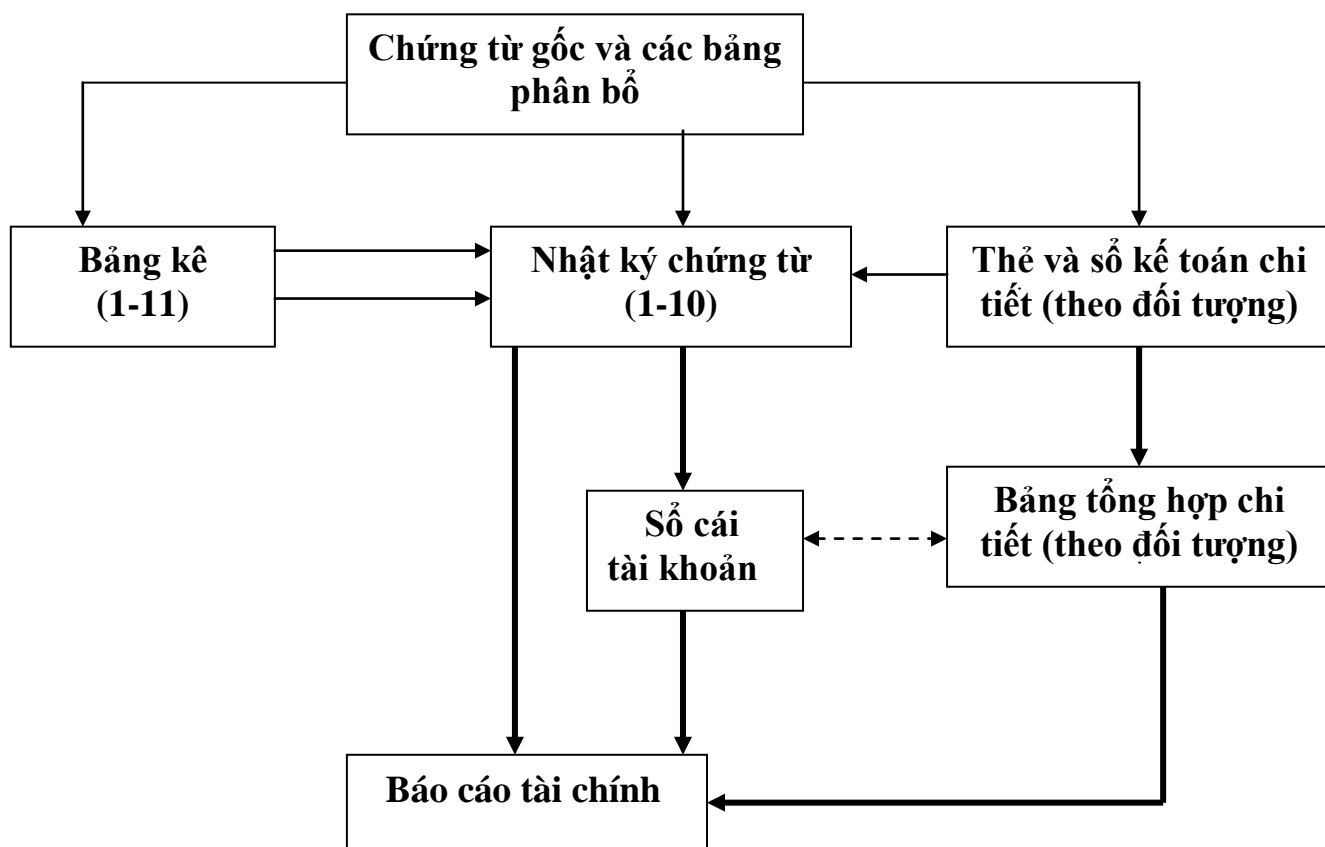 Chứng từ gốc và các bảng
phân bổ
Bảng kê
(1-11)
Nhật ký chứng từ
(1-10)
Thẻ và sổ kế toán chi
tiết (theo đối tượng)
Sổ cái
tài khoản
Bảng tổng hợp chi
tiết (theo đối tượng)
Báo cáo tài chính